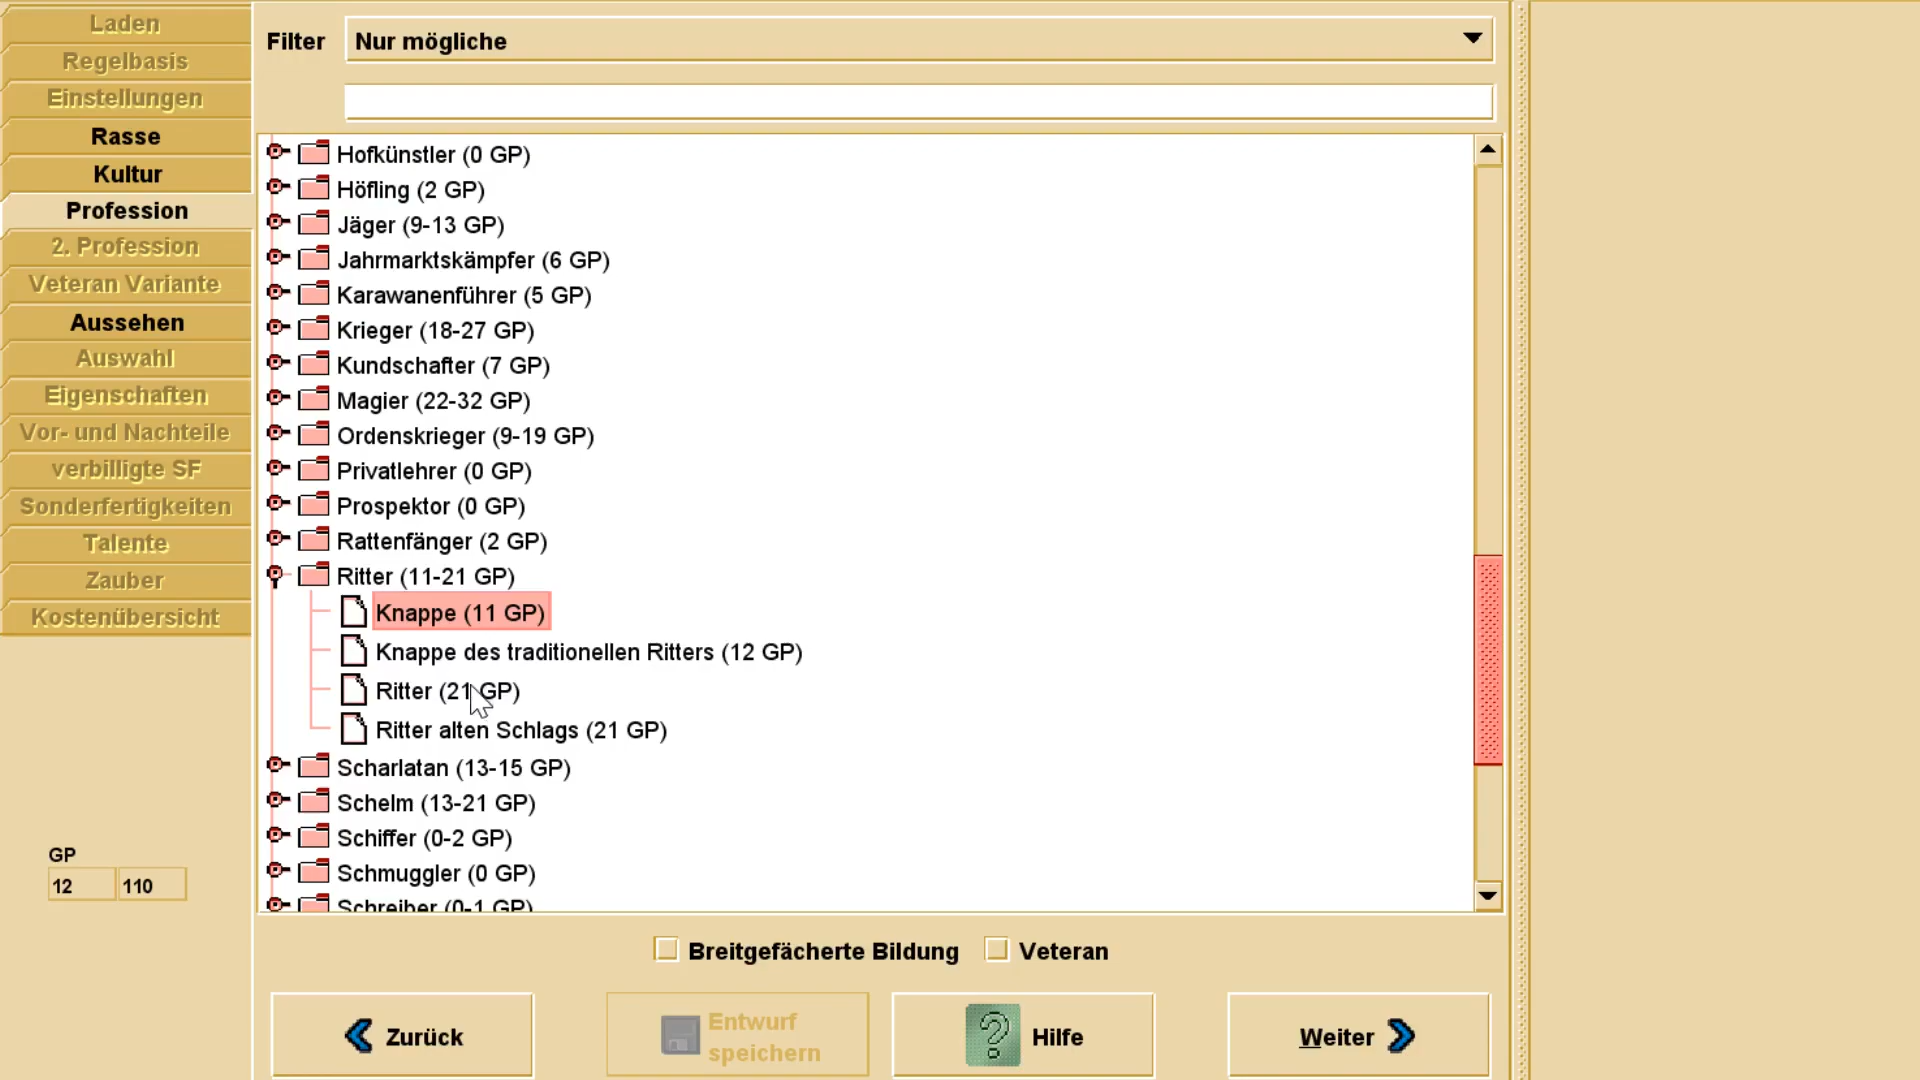 Laden
Regelbasis
Einstellungen
Rasse
Kultur
Profession
2. Profession
Veteran Variante
Aussehen
Auswahl
Eigenschaften
Vor- und Nachteile
verbilligte SF
Sonderfertigkeiten
Talente
Zauber
Kostenübersicht
GP
12 110
Filter Nur mögliche
Hofkünstler (0 GP)
Höfling (2 GP)
Jäger (9-13 GP)
Jahrmarktskämpfer (6 GP)
Karawanenführer (5 GP)
Krieger (18-27 GP)
Kundschafter (7 GP)
Magier (22-32 GP)
Ordenskrieger (9-19 GP)
Privatlehrer (0 GP)
Prospektor (0 GP)
Rattenfänger (2 GP)
Ritter (11-21 GP)
Knappe (11 GP)
Knappe des traditionellen Ritters (12 GP)
Ritter (21 GP)
Ritter alten Schlags (21 GP)
Scharlatan (13-15 GP)
Schelm (13-21 GP)
Schiffer (0-2 GP)
Schmuggler (0 GP)
Schreiber (0-1 GP)
Breitgefächerte Bildung Veteran
Zurück
Entwurf
speichern
Hilfe
Weiter